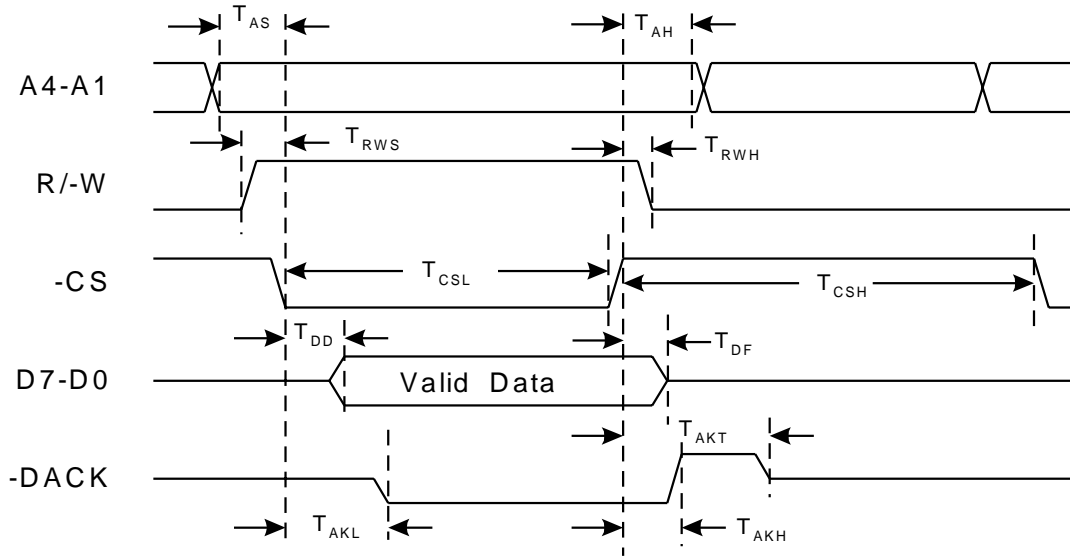 TAS
TAH
A4-A1
TRWS
TRWH
R/-W
TCSL
TCSH
-CS
TDD
TDF
D7-D0
Valid Data
TAKT
-DACK
TAKL
TAKH